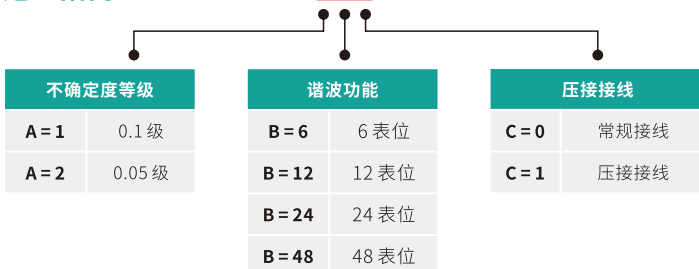 不确定度等级
A = 1 0.1 级
A = 2 0.05 级
谐波功能
B = 6 6 表位
B = 12 12 表位
B = 24 24 表位
B = 48 48 表位
压接接线
C = 0 常规接线
C = 1 压接接线